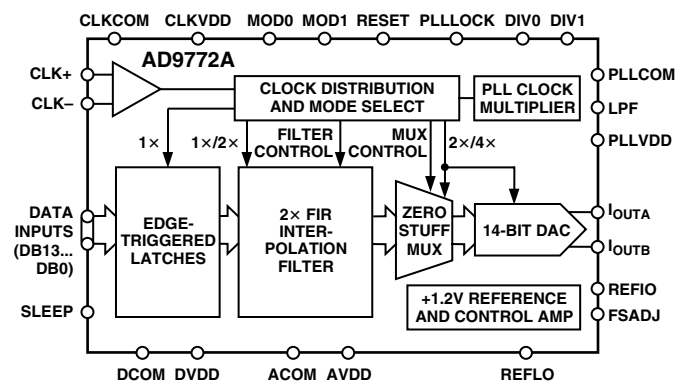 CLKCOM CLKVDD MOD0 MOD1 RESET PLLLOCK DIV0 DIV1
AD9772A
CLK+
CLK–
CLOCK DISTRIBUTION
AND MODE SELECT
PLL CLOCK
MULTIPLIER
PLLCOM
LPF
PLLVDD
1×
1×/2×
FILTER
CONTROL
MUX
CONTROL
2×/4×
DATA
INPUTS
(DB13...
DB0)
EDGE-
TRIGGERED
LATCHES
2× FIR
INTER-
POLATION
FILTER
ZERO
STUFF
MUX
14-BIT DAC
IOUTA
IOUTB
SLEEP
+1.2V REFERENCE
AND CONTROL AMP
REFIO
FSADJ
DCOM DVDD ACOM AVDD REFLO